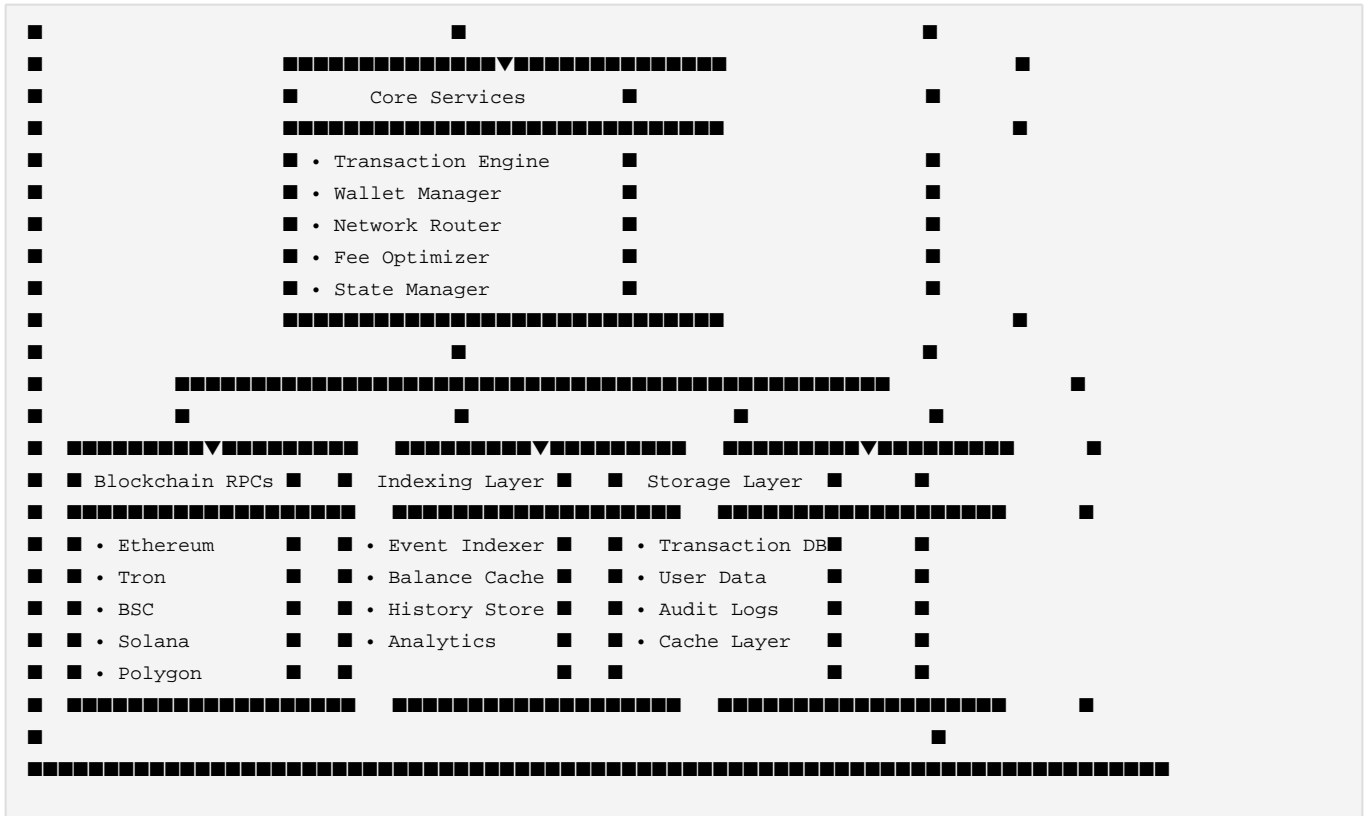 Core Services
• Transaction Engine
• Wallet Manager
• Network Router
• Fee Optimizer
• State Manager
Blockchain RPCs Indexing Layer Storage Layer
• Ethereum • Event Indexer • Transaction DB
• Tron • Balance Cache • User Data
• BSC • History Store • Audit Logs
• Solana • Analytics • Cache Layer
• Polygon